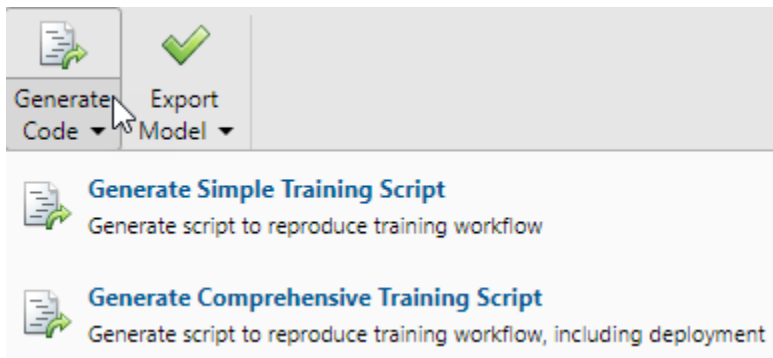 Generate Export
Code Model
Generate Simple Training Script
Generate script to reproduce training workflow
Generate Comprehensive Training Script
Generate script to reproduce training workflow, including deployment